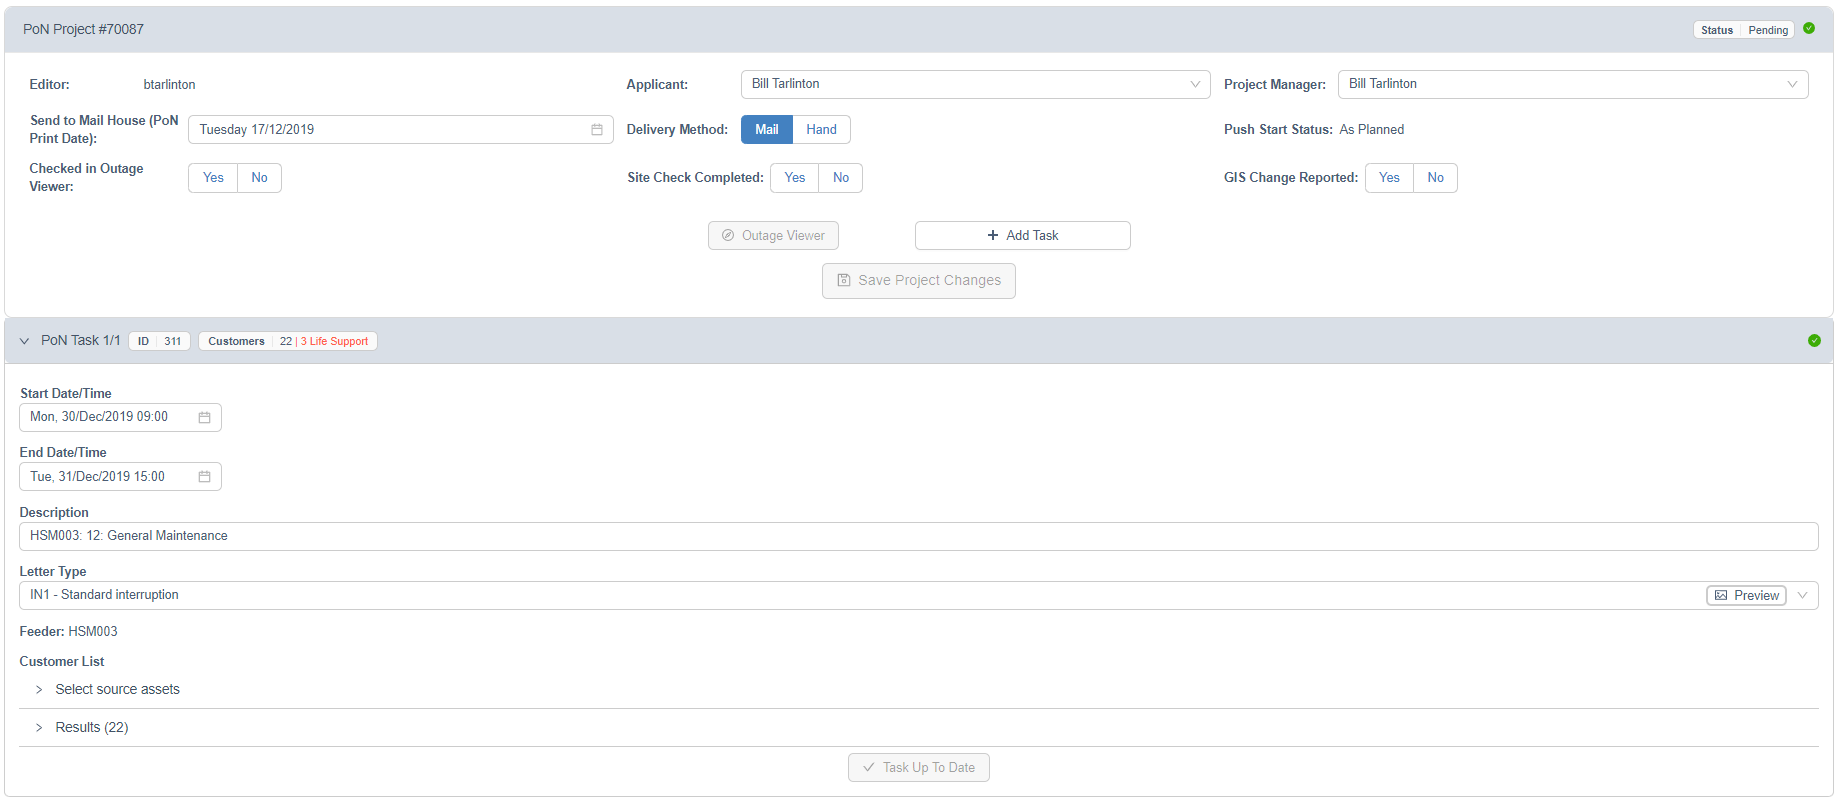 PoN Project #70087
Status Pending
Editor: btarlinton
Applicant: Bill Tarlinton
Project Manager: Bill Tarlinton
Send to Mail House (PoN
Print Date):
Tuesday 17/12/2019
Delivery Method: Mail Hand
Push Start Status: As Planned
Checked in Outage
Viewer:
Yes No
Site Check Completed: Yes No
GIS Change Reported: Yes No
Outage Viewer
Add Task
Save Project Changes
PoN Task 1/1 ID 311 Customers 22 | 3 Life Support
Start Date/Time
Mon, 30/Dec/2019 09:00
End Date/Time
Tue, 31/Dec/2019 15:00
Description
HSM003: 12: General Maintenance
Letter Type
IN1 - Standard interruption Preview
Feeder: HSM003
Customer List
Select source assets
Results (22)
Task Up To Date